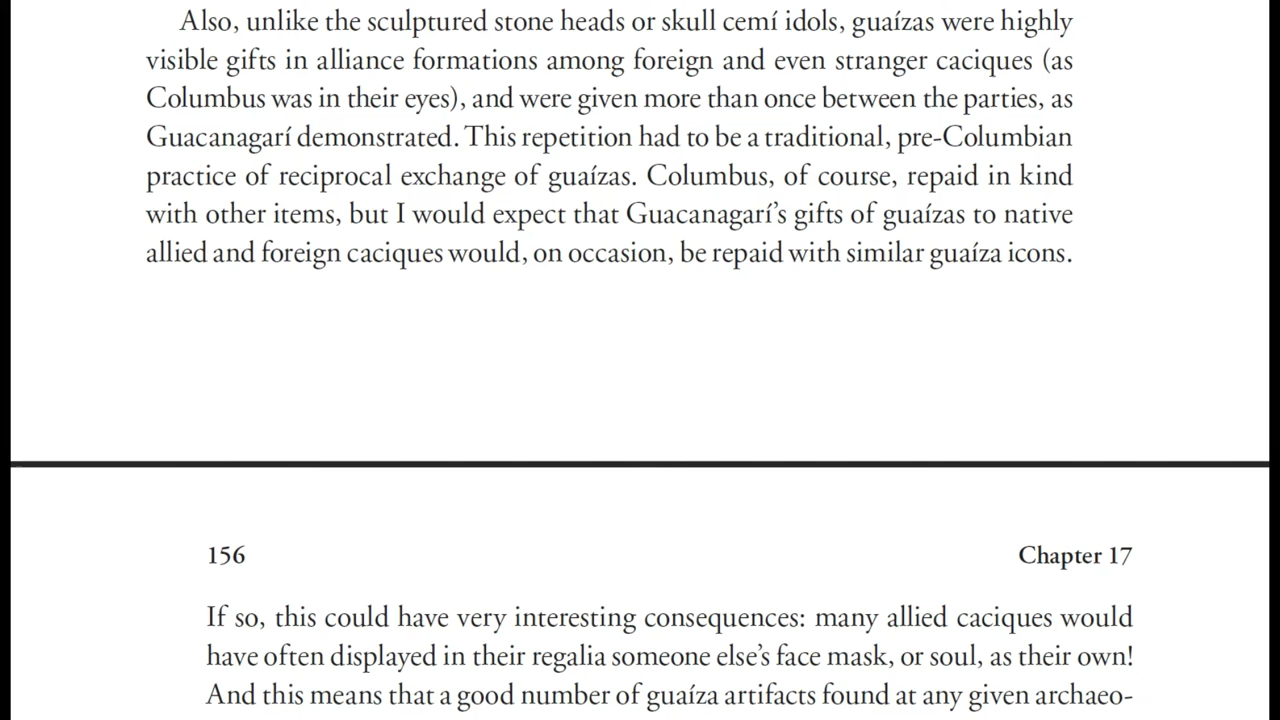 Also, unlike the sculptured stone heads or skull cemí idols, guaízas were highly
visible gifts in alliance formations among foreign and even stranger caciques (as
Columbus was in their eyes), and were given more than once between the parties, as
Guacanagarí demonstrated. This repetition had to be a traditional, pre-Columbian
practice of reciprocal exchange of guaízas. Columbus, of course, repaid in kind
with other items, but I would expect that Guacanagarí’s gifts of guaízas to native
allied and foreign caciques would, on occasion, be repaid with similar guaíza icons.
156
Chapter 17
If so, this could have very interesting consequences: many allied caciques would
have often displayed in their regalia someone else’s face mask, or soul, as their own!
And this means that a good number of guaíza artifacts found at any given archaeo-